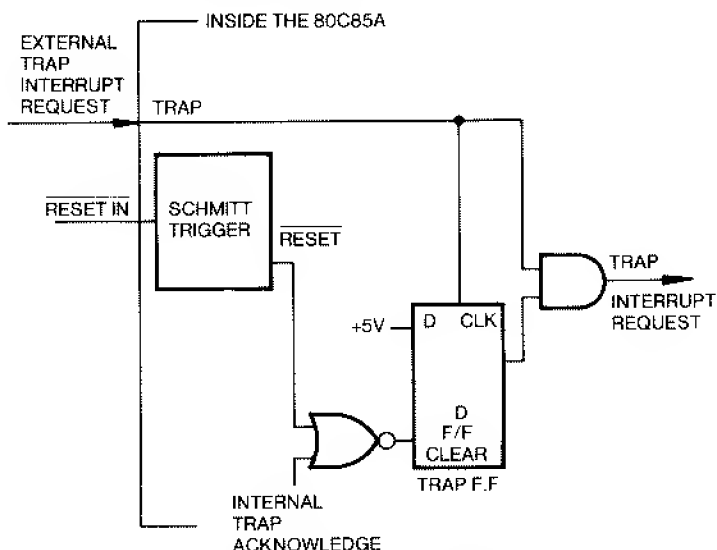 INSIDE THE 80C85A
EXTERNAL
TRAP
INTERRUPT
REQUEST
TRAP
RESET IN
SCHMITT
TRIGGER
RESET
TRAP
INTERRUPT
REQUEST
+5V
D CLK
D
F/F
CLEAR
TRAP F.F
INTERNAL
TRAP
ACKNOWLEDGE